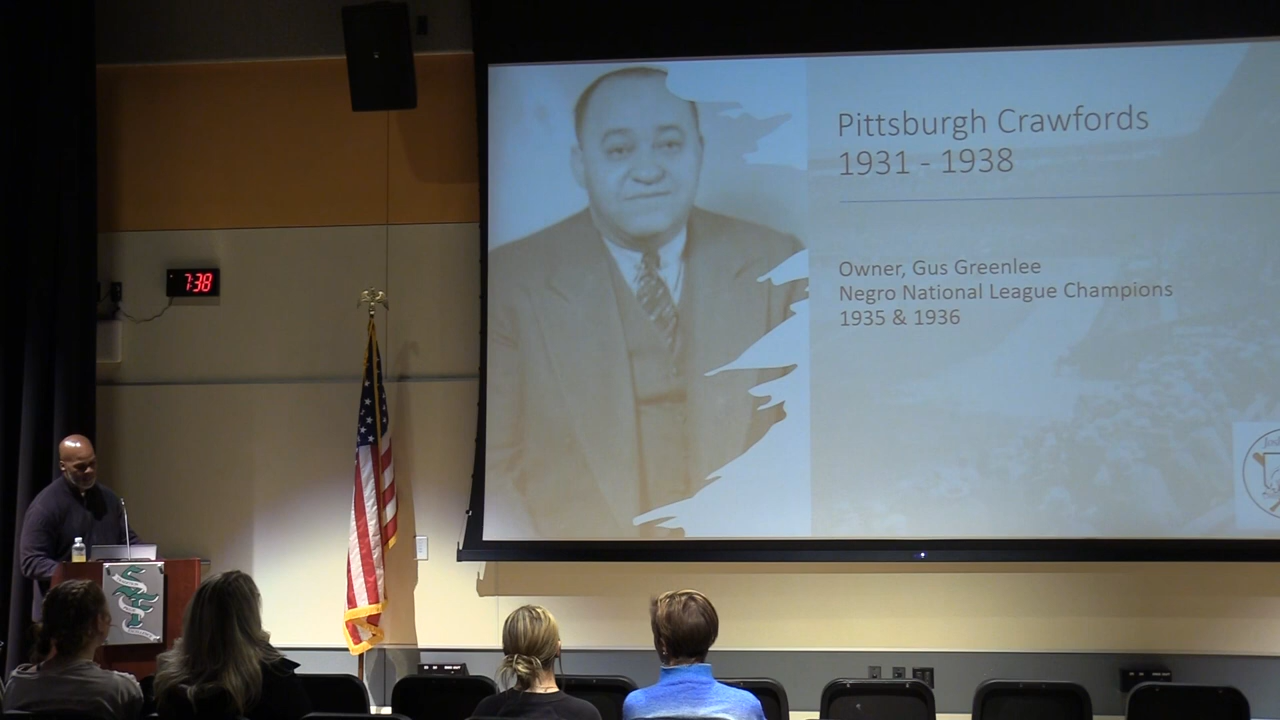 Pittsburgh Crawfords
1931 - 1938
Owner, Gus Greenlee
Negro National League Champions
1935 & 1936
7:38